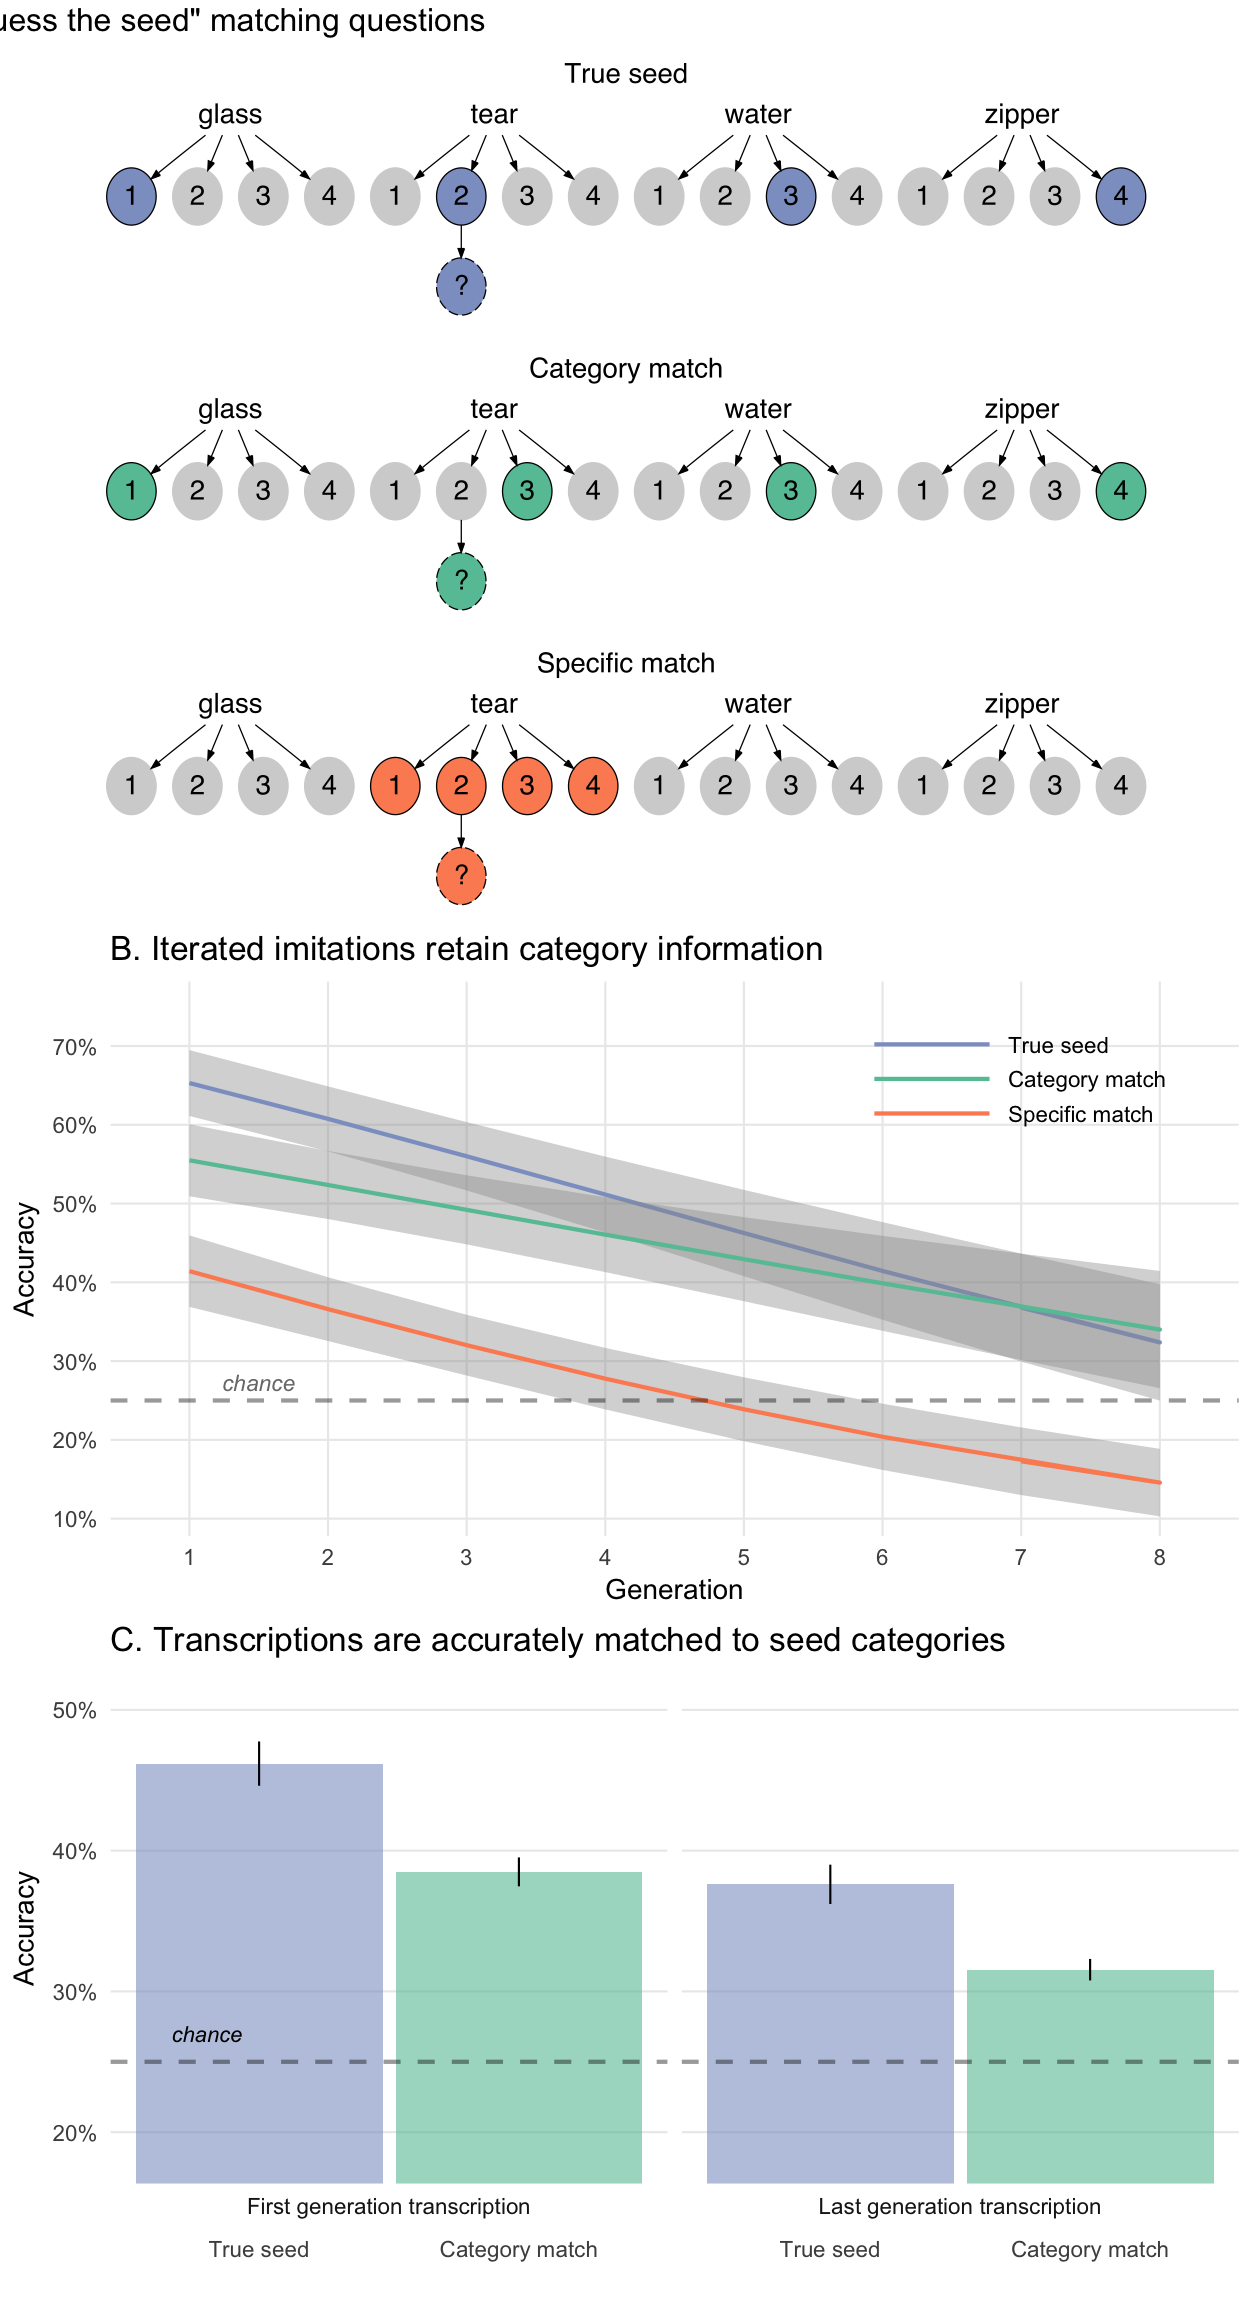 uess the seed" matching questions
True seed
glass tear water zipper
1 2 3 4 1 2 3 4 1 2 3 4 1 2 3 4
?
Category match
glass tear water zipper
1 2 3 4 1 2 3 4 1 2 3 4 1 2 3 4
?
Specific match
glass tear water zipper
1 2 3 4 1 2 3 4 1 2 3 4 1 2 3 4
?
B. Iterated imitations retain category information
70%
60%
50%
40%
30%
20%
10%
Accuracy
True seed
Category match
Specific match
chance
1 2 3 4 5 6 7 8
Generation
C. Transcriptions are accurately matched to seed categories
50%
40%
30%
20%
Accuracy
chance
First generation transcription Last generation transcription
True seed Category match True seed Category match